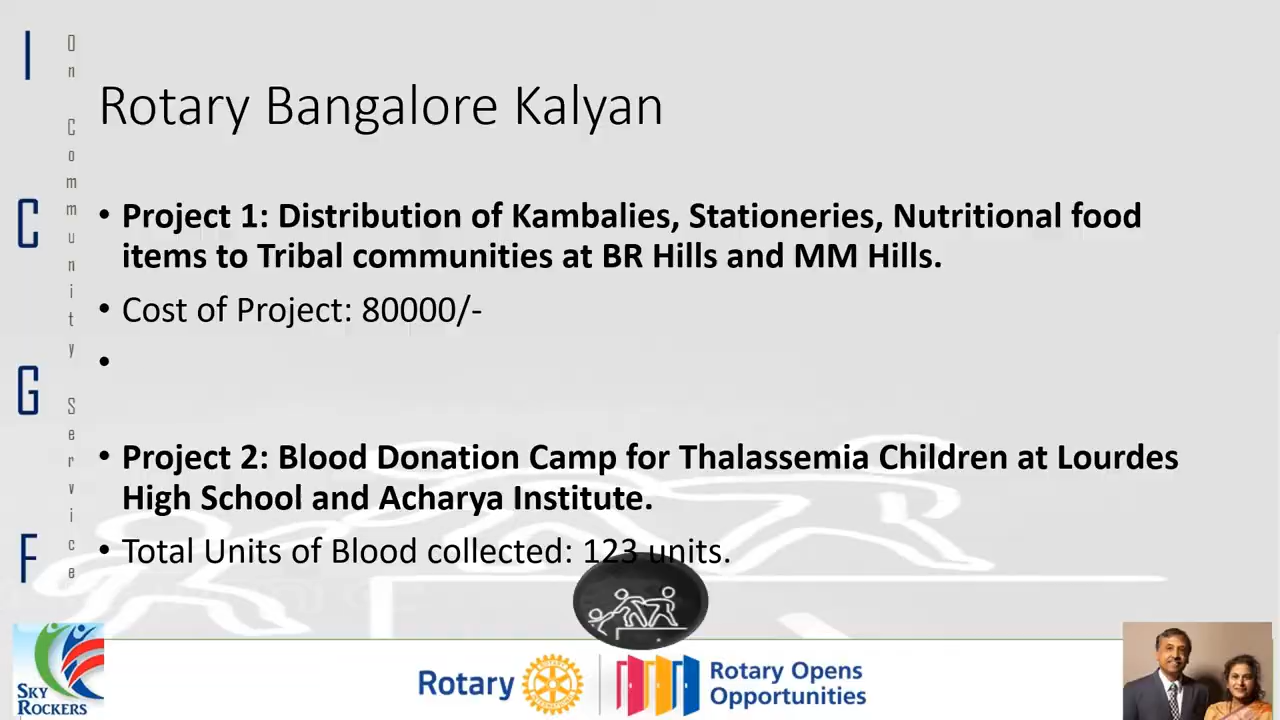 I
C
G
F
On Community Service
Rotary Bangalore Kalyan
• Project 1: Distribution of Kambalies, Stationeries, Nutritional food
items to Tribal communities at BR Hills and MM Hills.
• Cost of Project: 80000/-
•
• Project 2: Blood Donation Camp for Thalassemia Children at Lourdes
High School and Acharya Institute.
• Total Units of Blood collected: 123 units.
SKY
ROCKERS
Rotary
Rotary Opens
Opportunities